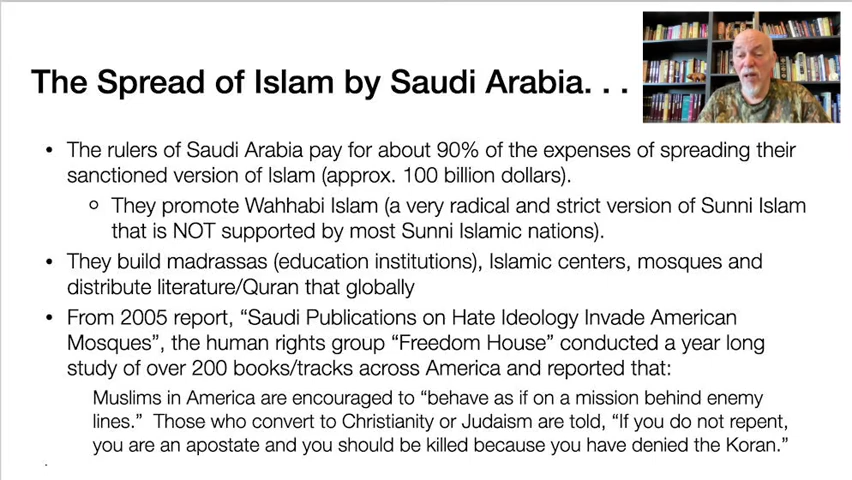 The Spread of Islam by Saudi Arabia. . .
• The rulers of Saudi Arabia pay for about 90% of the expenses of spreading their
sanctioned version of Islam (approx. 100 billion dollars).
○ They promote Wahhabi Islam (a very radical and strict version of Sunni Islam
that is NOT supported by most Sunni Islamic nations).
• They build madrassas (education institutions), Islamic centers, mosques and
distribute literature/Quran that globally
• From 2005 report, “Saudi Publications on Hate Ideology Invade American
Mosques”, the human rights group “Freedom House” conducted a year long
study of over 200 books/tracks across America and reported that:
Muslims in America are encouraged to “behave as if on a mission behind enemy
lines.” Those who convert to Christianity or Judaism are told, “If you do not repent,
you are an apostate and you should be killed because you have denied the Koran.”